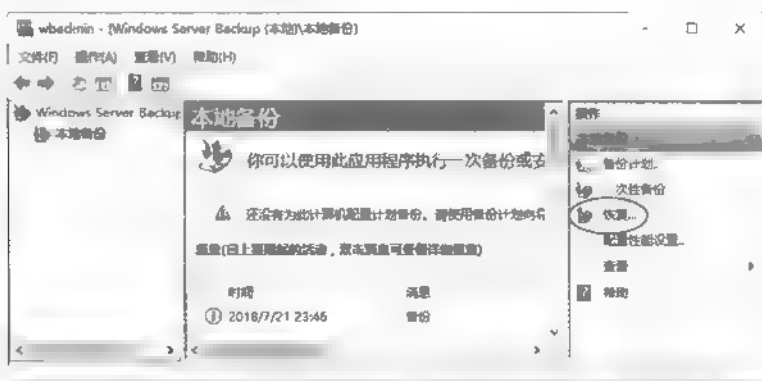 wbadmin - [Windows Server Backup (本地)\本地备份]
文件(F) 操作(A) 查看(V) 帮助(H)
Windows Server Backup
本地备份
本地备份
你可以使用此应用程序执行一次备份或安
还没有为此计算机配置计划备份。请使用备份计划向导
消息(自上周开始的活动，双击消息可查看详细信息)
时间 消息
2018/7/21 23:46 备份
操作
本地备份
备份计划...
一次性备份
恢复...
配置性能设置...
查看
帮助